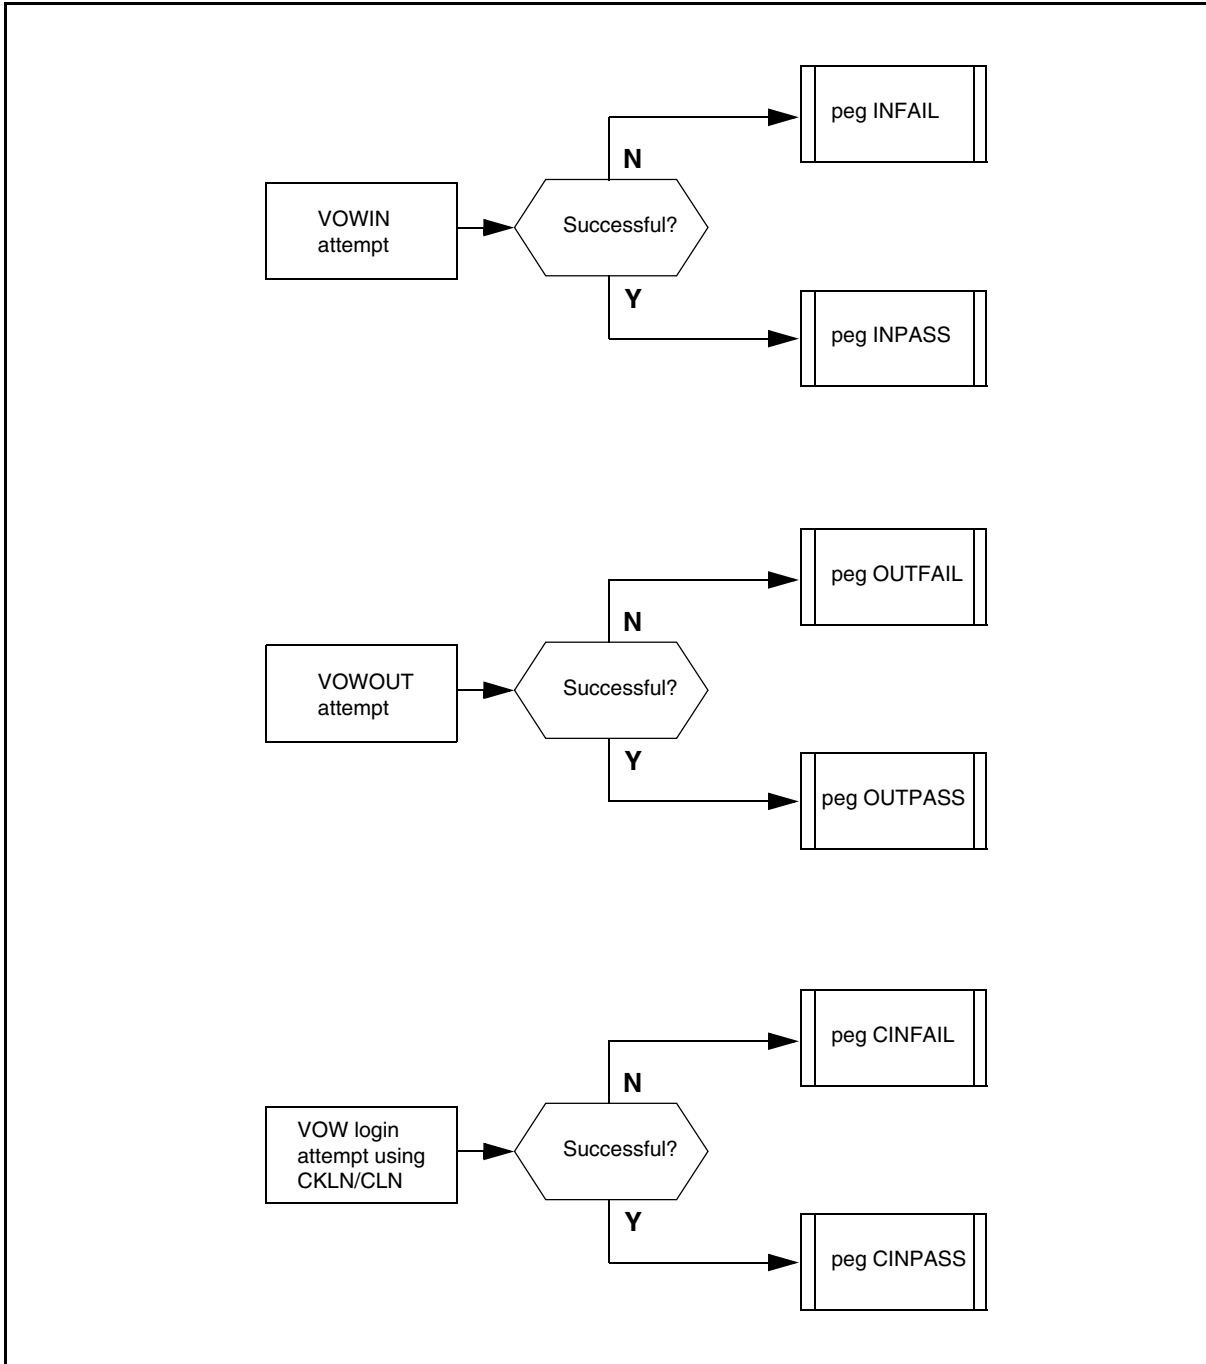 peg INFAIL
N
VOWIN
attempt
Successful?
Y
peg INPASS
peg OUTFAIL
N
VOWOUT
attempt
Successful?
Y
peg OUTPASS
peg CINFAIL
N
VOW login
attempt using
CKLN/CLN
Successful?
Y
peg CINPASS